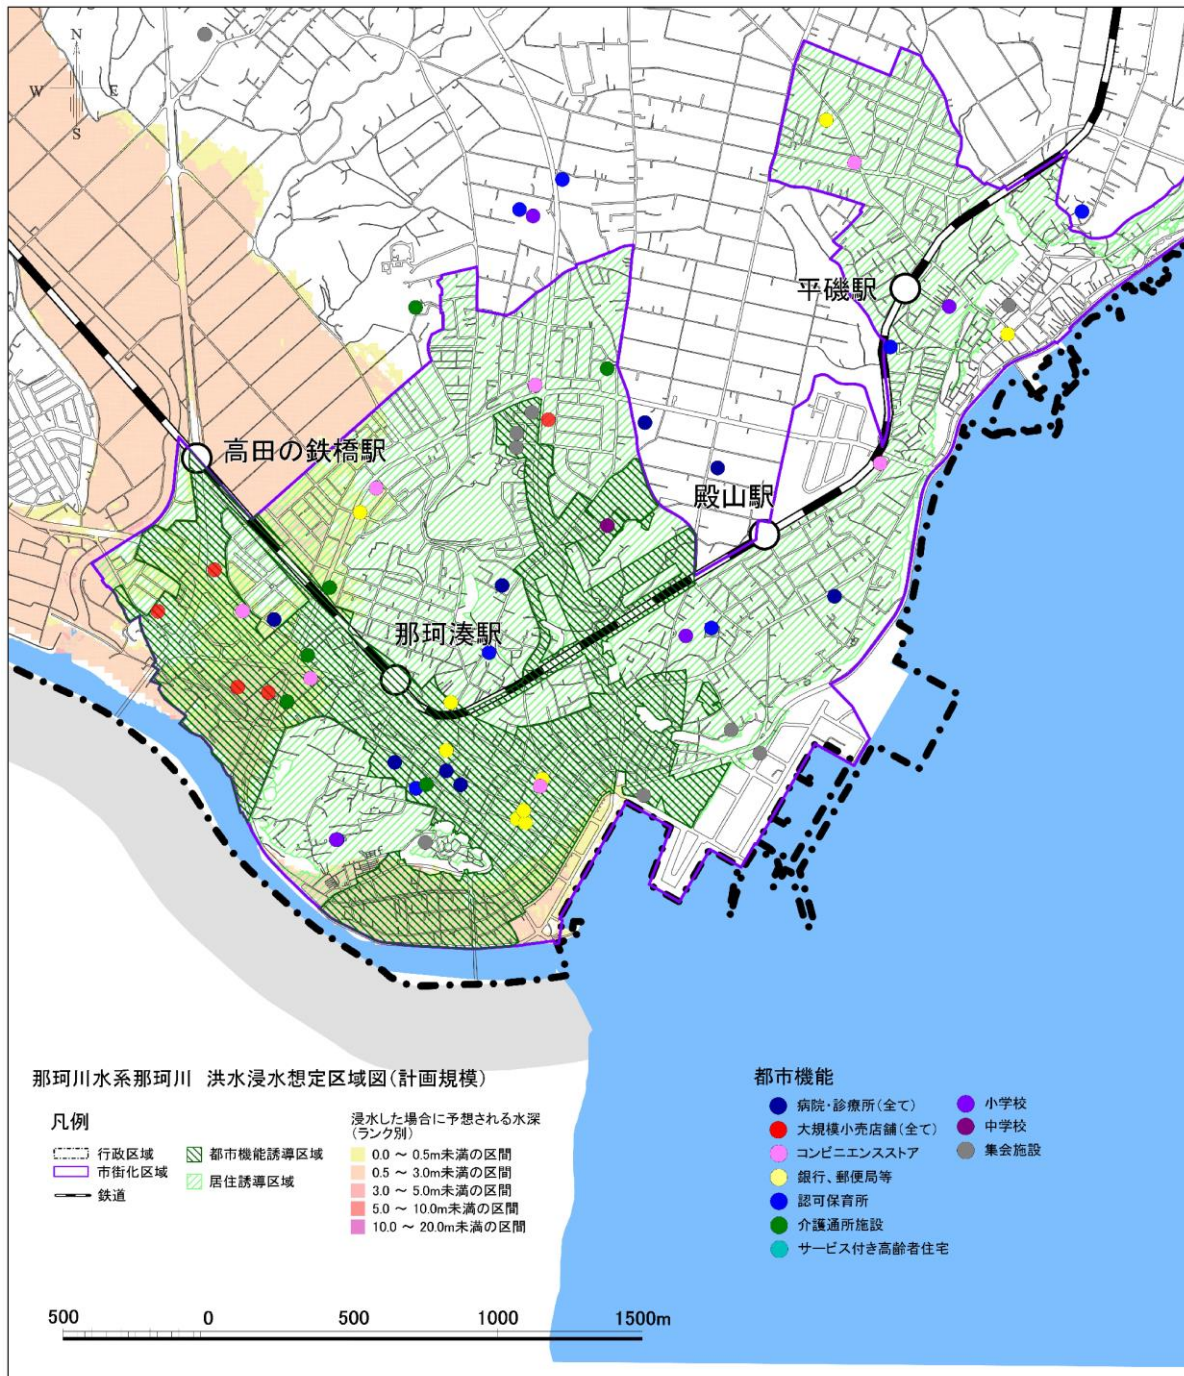 N
W E
S
平磯駅
高田の鉄橋駅
殿山駅
那珂湊駅
那珂川水系那珂川 洪水浸水想定区域図(計画規模)
凡例
行政区域
市街化区域
鉄道
都市機能誘導区域
居住誘導区域
浸水した場合に予想される水深
(ランク別)
0.0 ～ 0.5m未満の区間
0.5 ～ 3.0m未満の区間
3.0 ～ 5.0m未満の区間
5.0 ～ 10.0m未満の区間
10.0 ～ 20.0m未満の区間
都市機能
病院・診療所(全て)
大規模小売店舗(全て)
コンビニエンスストア
銀行、郵便局等
認可保育所
介護通所施設
サービス付き高齢者住宅
小学校
中学校
集会施設
500 0 500 1000 1500m